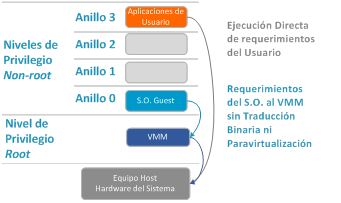 Anillo 3
Aplicaciones de
Usuario
Ejecución Directa
de requerimientos
del Usuario
Niveles de
Privilegio
Non-root
Anillo 2
Anillo 1
Anillo 0
S.O. Guest
Requerimientos
del S.O. al VMM
sin Traducción
Binaria ni
Paravirtualización
Nivel de
Privilegio
Root
VMM
Equipo Host
Hardware del Sistema